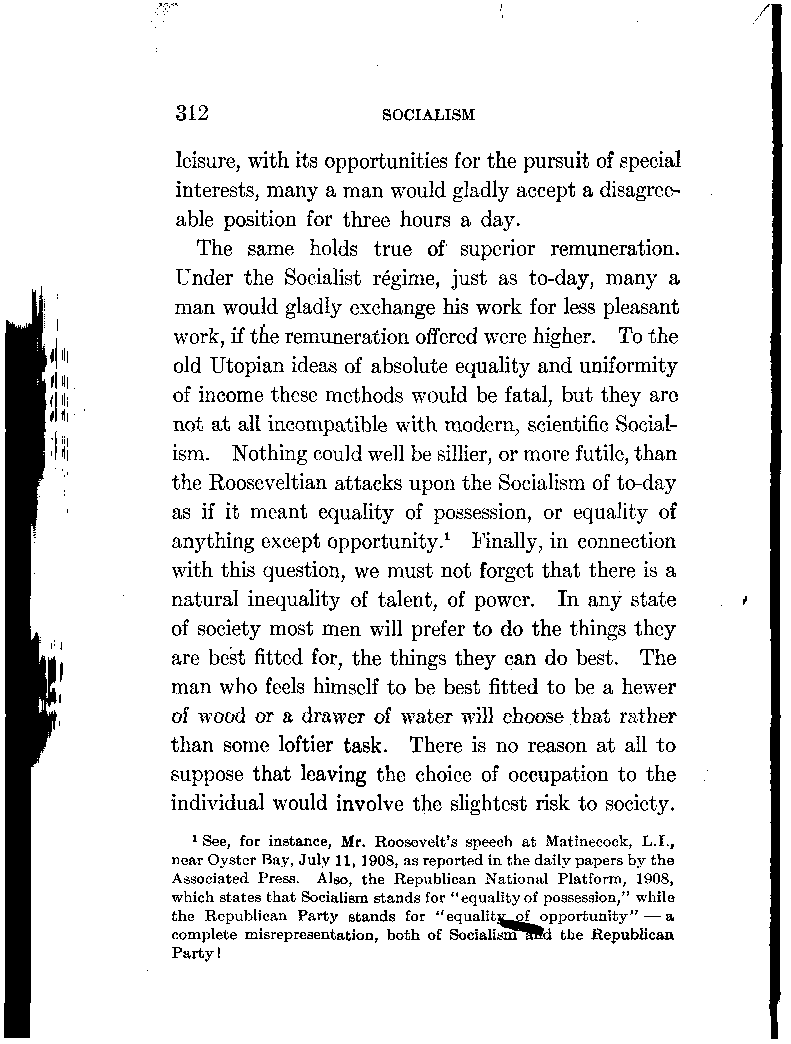 312 SOCIALISM
leisure, with its opportunities for the pursuit of special
interests, many a man would gladly accept a disagree-
able position for three hours a day.
The same holds true of superior remuneration.
Under the Socialist régime, just as to-day, many a
man would gladly exchange his work for less pleasant
work, if the remuneration offered were higher. To the
old Utopian ideas of absolute equality and uniformity
of income these methods would be fatal, but they are
not at all incompatible with modern, scientific Social-
ism. Nothing could well be sillier, or more futile, than
the Rooseveltian attacks upon the Socialism of to-day
as if it meant equality of possession, or equality of
anything except opportunity.¹ Finally, in connection
with this question, we must not forget that there is a
natural inequality of talent, of power. In any state
of society most men will prefer to do the things they
are best fitted for, the things they can do best. The
man who feels himself to be best fitted to be a hewer
of wood or a drawer of water will choose that rather
than some loftier task. There is no reason at all to
suppose that leaving the choice of occupation to the
individual would involve the slightest risk to society.
¹ See, for instance, Mr. Roosevelt's speech at Matinecock, L.I.,
near Oyster Bay, July 11, 1908, as reported in the daily papers by the
Associated Press. Also, the Republican National Platform, 1908,
which states that Socialism stands for "equality of possession," while
the Republican Party stands for "equality of opportunity" — a
complete misrepresentation, both of Socialism and the Republican
Party!